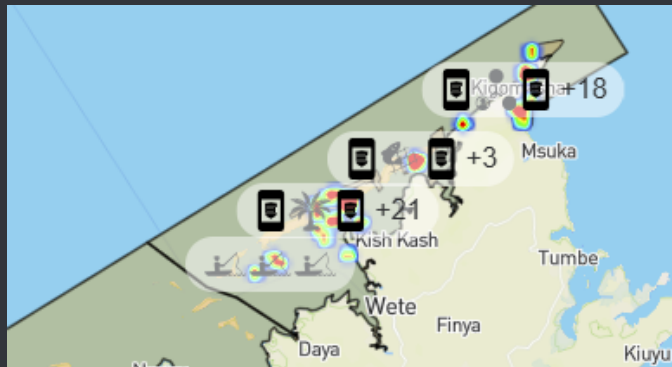 +18
Msuka
+3
+21
Kish Kash
Tumbe
Wete
Finya
Daya
Kiuyu